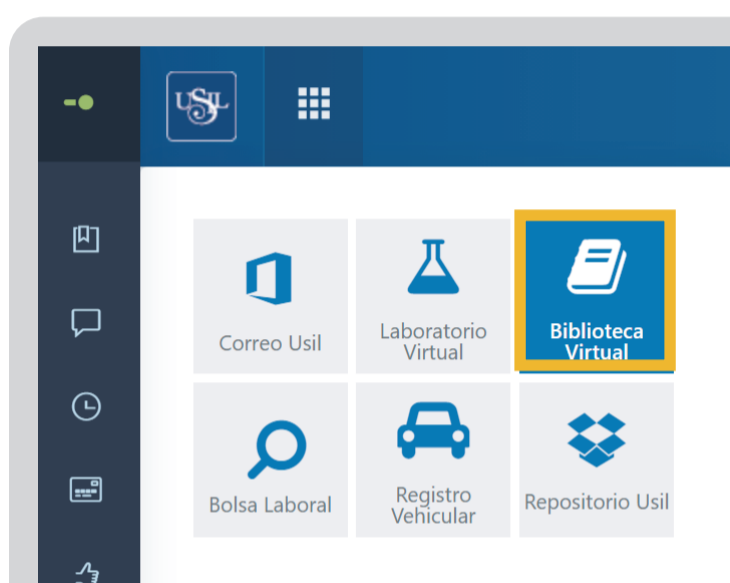 USIL
Correo Usil
Laboratorio
Virtual
Biblioteca
Virtual
Bolsa Laboral
Registro
Vehicular
Repositorio Usil